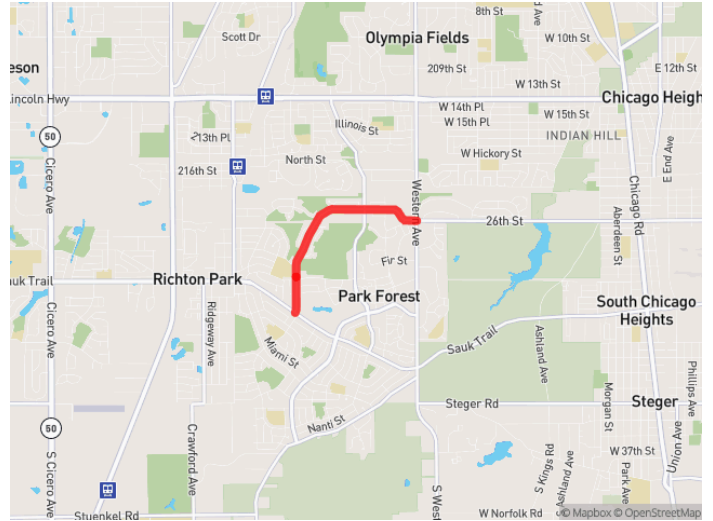 8th St
Scott Dr
Olympia Fields
W 10th St
209th St
E 12th St
eson
W 13th St
incoln Hwy
Chicago Heigh
W 14th Pl
W 15th Pl
W 15th St
Illinois St
INDIAN HILL
50
213th Pl
W Hickory St
North St
216th St
E End Ave
Cicero Ave
Western Ave
Chicago Rd
Aberdeen St
26th St
Fir St
auk Trail
Richton Park
Park Forest
South Chicago
Heights
Cicero Ave
Ridgeway Ave
Miami St
Sauk Trail
Ashland Ave
Phillips Ave
Morgan St
Steger Rd
Steger
Nanti St
50
Crawford Ave
W 37th St
Union Ave
S Cicero Ave
S Kings Rd
S Ashland Ave
Park Ave
S West
W Norfolk Rd
Stuenkel Rd
© Mapbox © OpenStreetMap